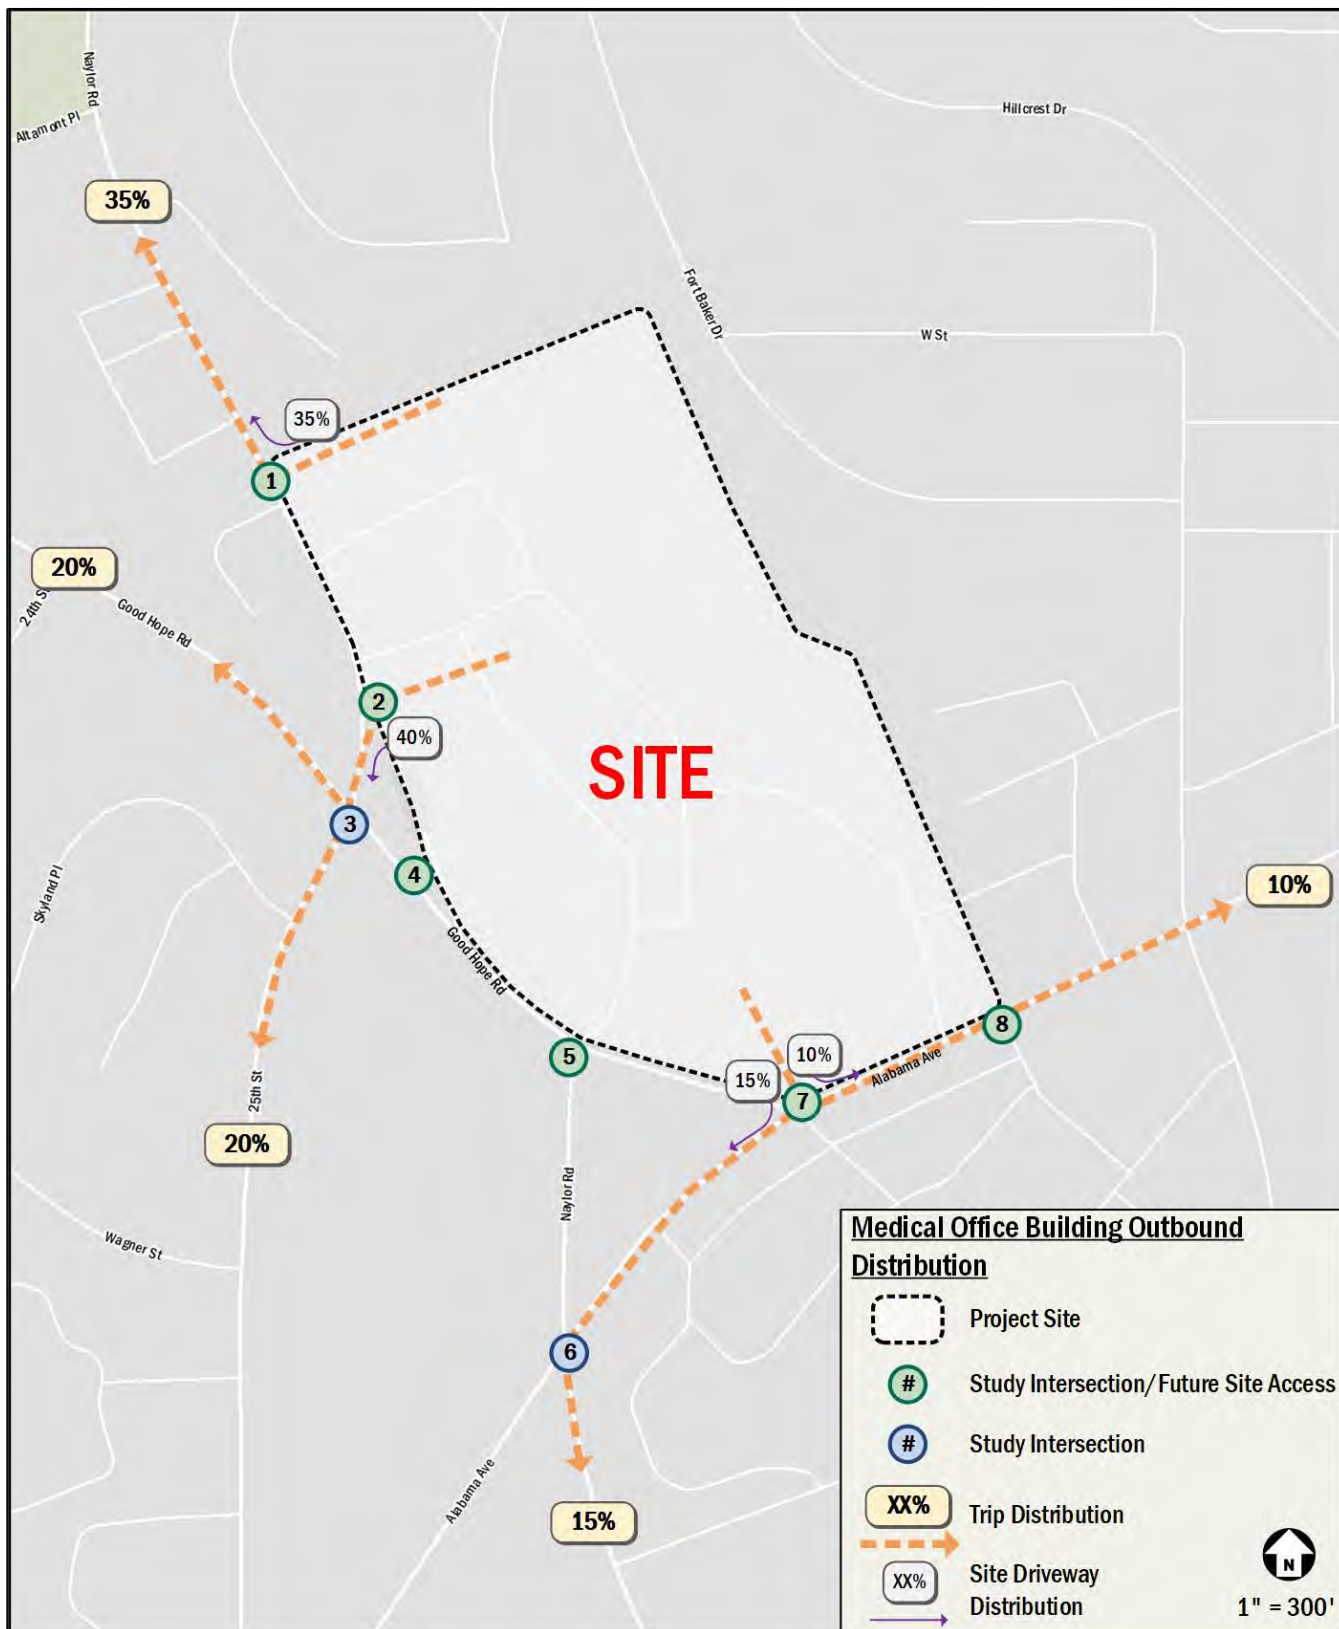 Naylor Rd
Altamont Pl
Hillcrest Dr
35%
Fort Baker Dr
W St
35%
1
20%
24th St
Good Hope Rd
2
40%
SITE
3
4
Skyland Pl
10%
Good Hope Rd
8
5
10%
Alabama Ave
15%
7
25th St
20%
Naylor Rd
Wagner St
6
Alabama Ave
15%
Medical Office Building Outbound
Distribution
Project Site
# Study Intersection/Future Site Access
# Study Intersection
XX% Trip Distribution
XX% Site Driveway
Distribution
N
1" = 300'